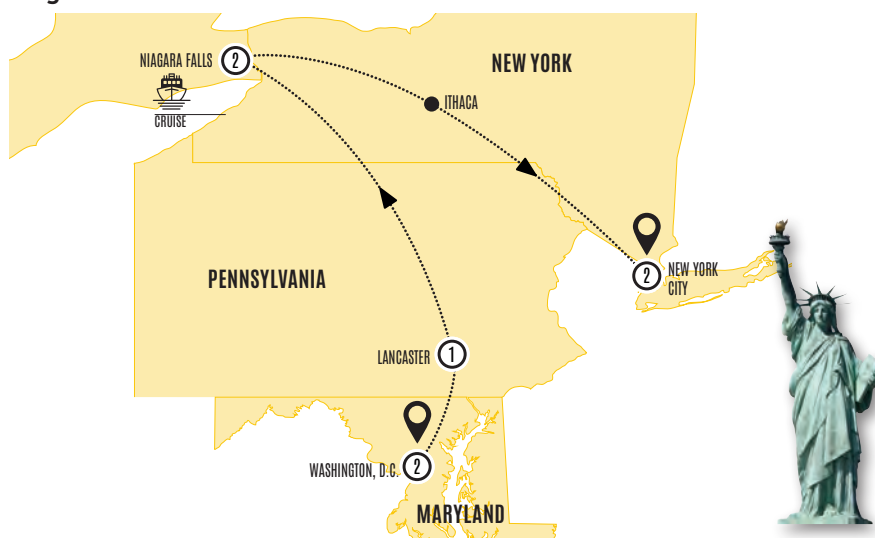 NIAGARA FALLS
2
CRUISE
NEW YORK
ITHACA
PENNSYLVANIA
2
NEW YORK
CITY
LANCASTER
1
WASHINGTON, D.C.
2
MARYLAND